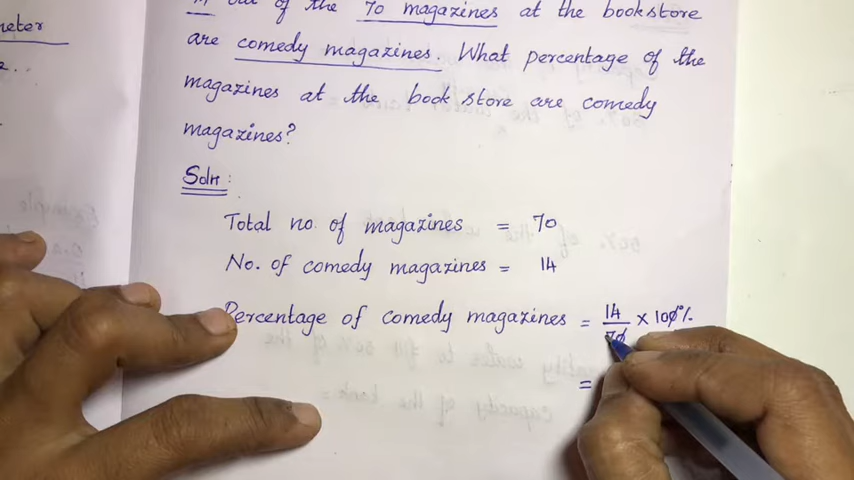 14 out of the 70 magazines at the bookstore
are comedy magazines. What percentage of the
magazines at the book store are comedy
magazines?
Soln:
Total no. of magazines = 70
No. of comedy magazines = 14
Percentage of comedy magazines = 14/70 x 100%
=